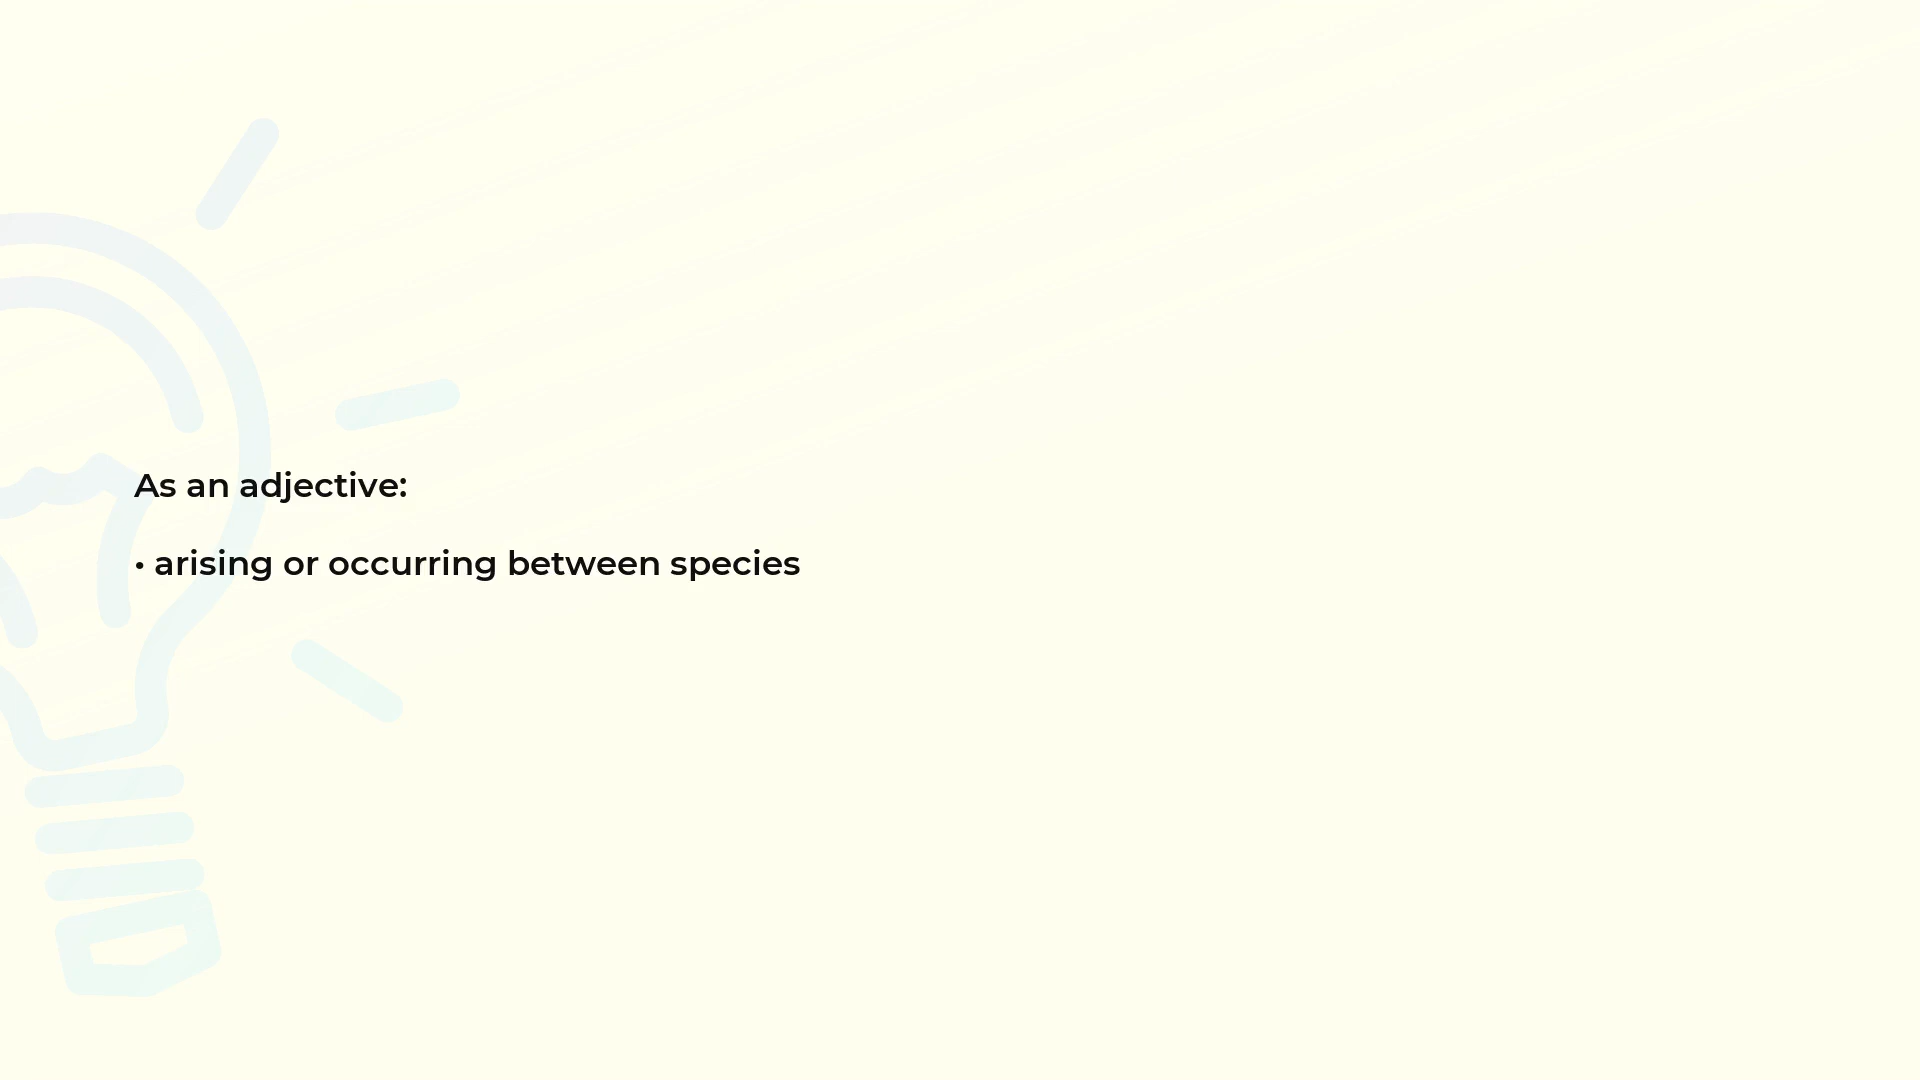 As an adjective:
• arising or occurring between species